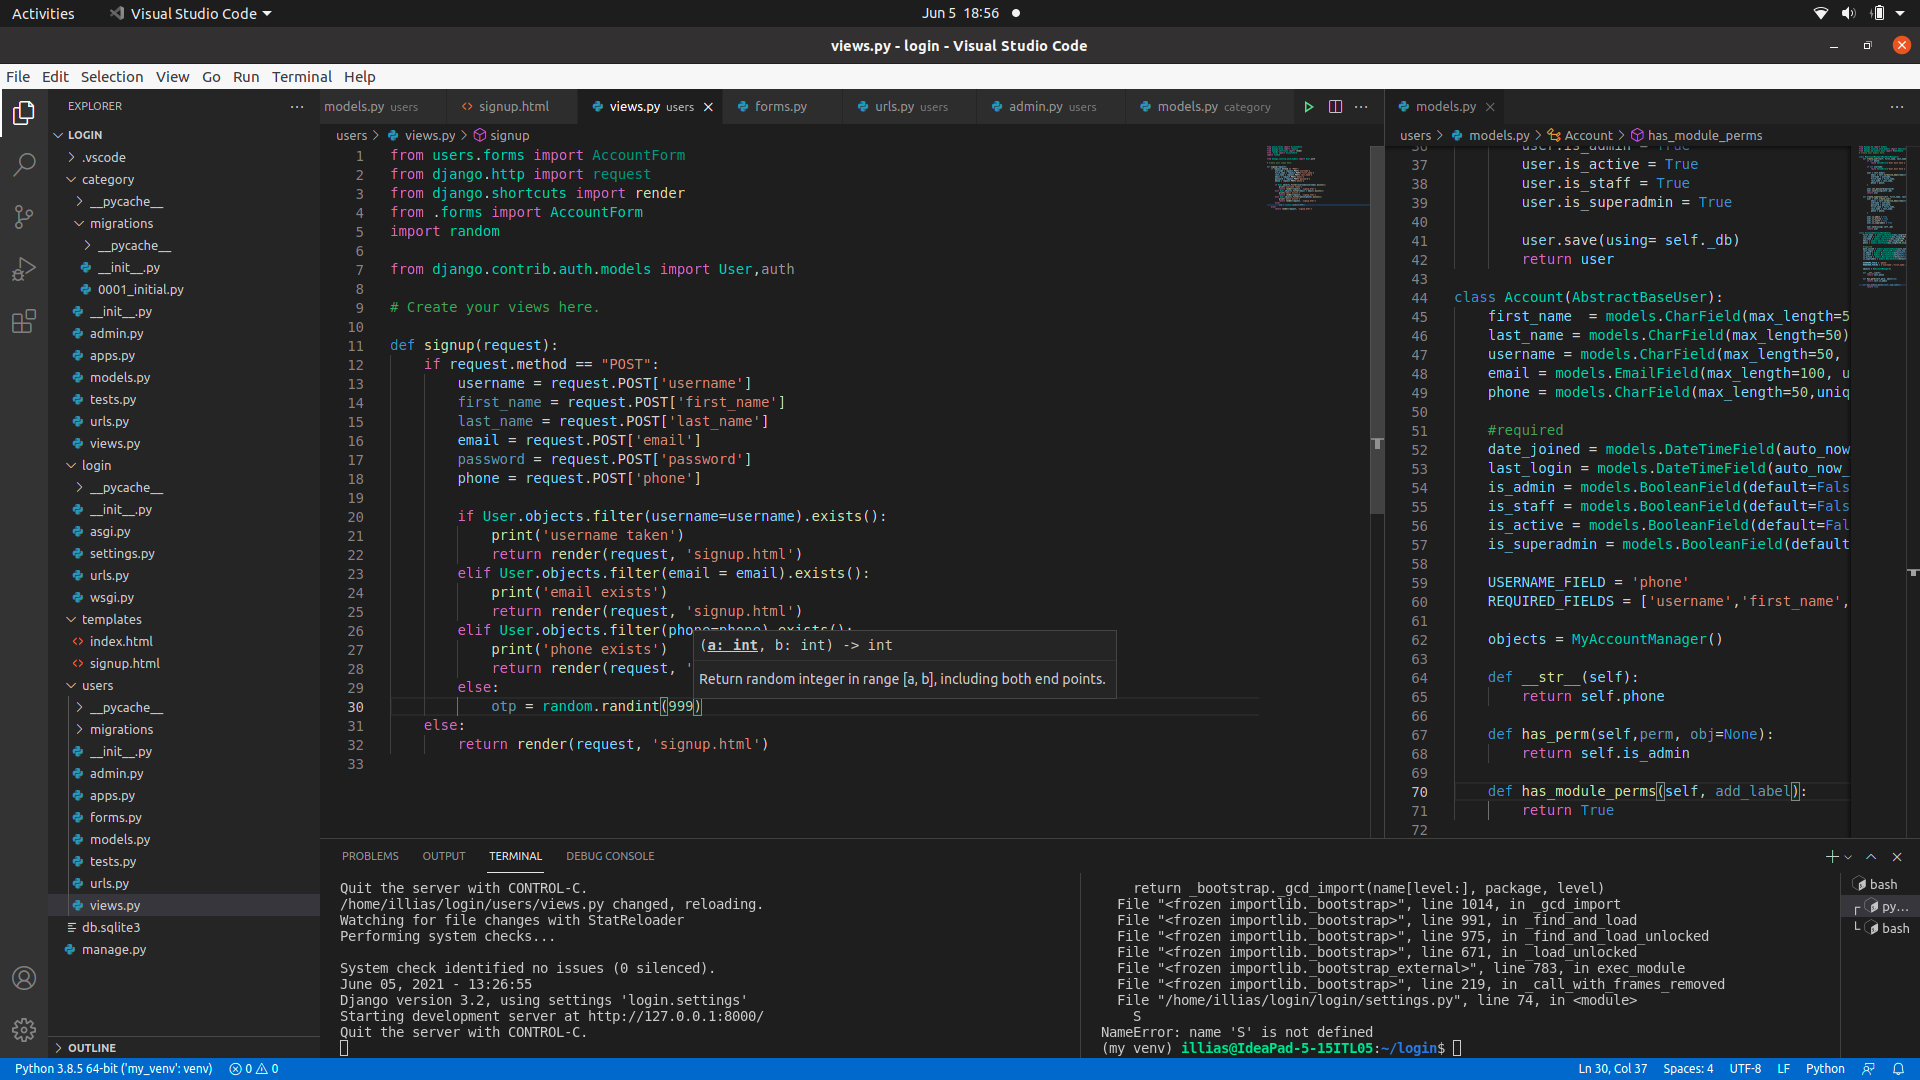 Activities
Visual Studio Code
Jun 5 18:56
views.py - login - Visual Studio Code
File Edit Selection View Go Run Terminal Help
EXPLORER
LOGIN
.vscode
category
__pycache__
migrations
__pycache__
__init__.py
0001_initial.py
__init__.py
admin.py
apps.py
models.py
tests.py
urls.py
views.py
login
__pycache__
__init__.py
asgi.py
settings.py
urls.py
wsgi.py
templates
index.html
signup.html
users
__pycache__
migrations
__init__.py
admin.py
apps.py
forms.py
models.py
tests.py
urls.py
views.py
db.sqlite3
manage.py
OUTLINE
models.py users
signup.html
views.py users
forms.py
urls.py users
admin.py users
models.py category
users > views.py > signup
1 from users.forms import AccountForm
2 from django.http import request
3 from django.shortcuts import render
4 from .forms import AccountForm
5 import random
6
7 from django.contrib.auth.models import User,auth
8
9 # Create your views here.
10
11 def signup(request):
12 if request.method == "POST":
13 username = request.POST['username']
14 first_name = request.POST['first_name']
15 last_name = request.POST['last_name']
16 email = request.POST['email']
17 password = request.POST['password']
18 phone = request.POST['phone']
19
20 if User.objects.filter(username=username).exists():
21 print('username taken')
22 return render(request, 'signup.html')
23 elif User.objects.filter(email = email).exists():
24 print('email exists')
25 return render(request, 'signup.html')
26 elif User.objects.filter(phone=phone).exists():
27 print('phone exists')
28 return render(request, '
29 else:
30 otp = random.randint(999)
31 else:
32 return render(request, 'signup.html')
33
(a: int, b: int) -> int
Return random integer in range [a, b], including both end points.
models.py
users > models.py > Account > has_module_perms
36 user.is_admin = True
37 user.is_active = True
38 user.is_staff = True
39 user.is_superadmin = True
40
41 user.save(using= self._db)
42 return user
43
44 class Account(AbstractBaseUser):
45 first_name = models.CharField(max_length=5
46 last_name = models.CharField(max_length=50)
47 username = models.CharField(max_length=50,
48 email = models.EmailField(max_length=100, u
49 phone = models.CharField(max_length=50,uniq
50
51 #required
52 date_joined = models.DateTimeField(auto_now
53 last_login = models.DateTimeField(auto_now_
54 is_admin = models.BooleanField(default=Fals
55 is_staff = models.BooleanField(default=Fals
56 is_active = models.BooleanField(default=Fal
57 is_superadmin = models.BooleanField(default
58
59 USERNAME_FIELD = 'phone'
60 REQUIRED_FIELDS = ['username','first_name',
61
62 objects = MyAccountManager()
63
64 def __str__(self):
65 return self.phone
66
67 def has_perm(self,perm, obj=None):
68 return self.is_admin
69
70 def has_module_perms(self, add_label):
71 return True
72
PROBLEMS OUTPUT TERMINAL DEBUG CONSOLE
Quit the server with CONTROL-C.
/home/illias/login/users/views.py changed, reloading.
Watching for file changes with StatReloader
Performing system checks...
System check identified no issues (0 silenced).
June 05, 2021 - 13:26:55
Django version 3.2, using settings 'login.settings'
Starting development server at http://127.0.0.1:8000/
Quit the server with CONTROL-C.
return _bootstrap._gcd_import(name[level:], package, level)
File "<frozen importlib._bootstrap>", line 1014, in _gcd_import
File "<frozen importlib._bootstrap>", line 991, in _find_and_load
File "<frozen importlib._bootstrap>", line 975, in _find_and_load_unlocked
File "<frozen importlib._bootstrap>", line 671, in _load_unlocked
File "<frozen importlib._bootstrap_external>", line 783, in exec_module
File "<frozen importlib._bootstrap>", line 219, in _call_with_frames_removed
File "/home/illias/login/login/settings.py", line 74, in <module>
S
NameError: name 'S' is not defined
(my venv) illias@IdeaPad-5-15ITL05:~/login$
bash
py...
bash
Python 3.8.5 64-bit ('my_venv': venv)
0 0
Ln 30, Col 37
Spaces: 4
UTF-8
LF
Python